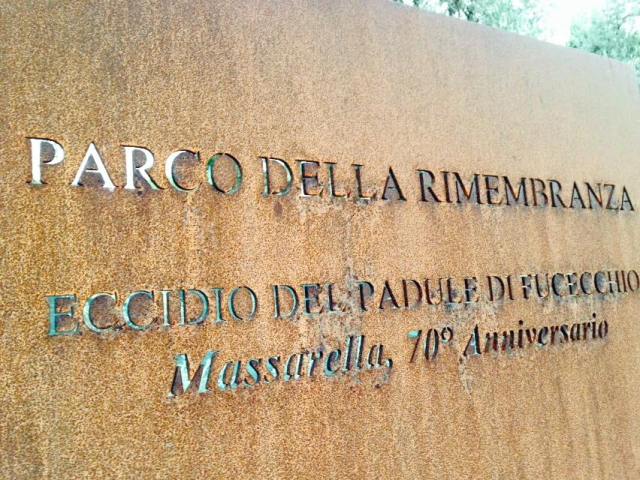 PARCO DELLA RIMEMBRANZA
ECCIDIO DEL PADULE DI FUCECCHIO
Massarella, 70° Anniversario